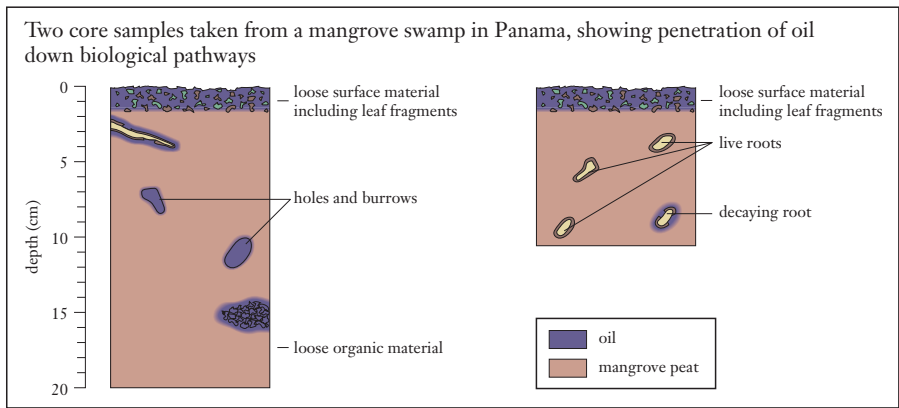 Two core samples taken from a mangrove swamp in Panama, showing penetration of oil
down biological pathways
depth (cm)
0
5
10
15
20
loose surface material
including leaf fragments
holes and burrows
loose organic material
loose surface material
including leaf fragments
live roots
decaying root
oil
mangrove peat